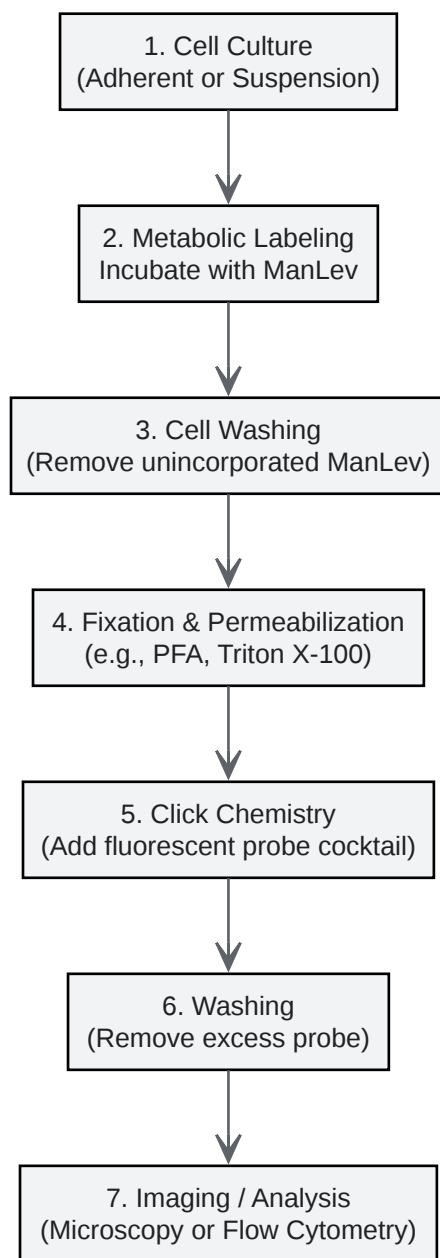 1. Cell Culture
(Adherent or Suspension)
2. Metabolic Labeling
Incubate with ManLev
3. Cell Washing
(Remove unincorporated ManLev)
4. Fixation & Permeabilization
(e.g., PFA, Triton X-100)
5. Click Chemistry
(Add fluorescent probe cocktail)
6. Washing
(Remove excess probe)
7. Imaging / Analysis
(Microscopy or Flow Cytometry)